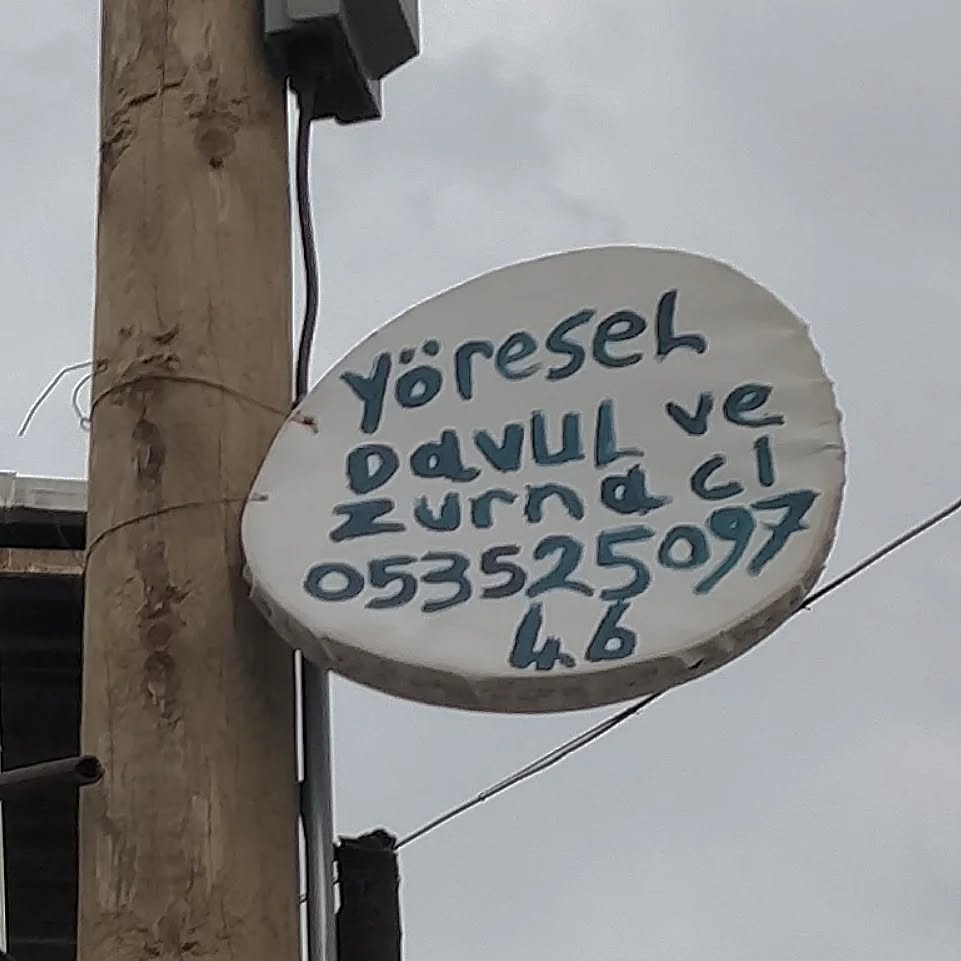 yöresel
Davul ve
zurnacı
053525097
46